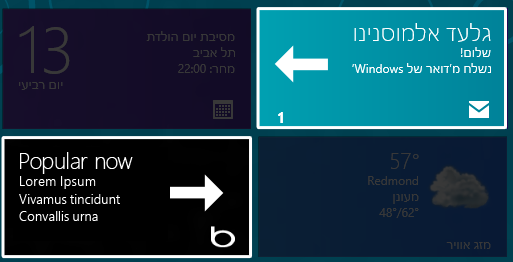 גלעד אלמוסנינו
שלום!
נשלח מ'דואר של Windows'
1
מסיבת יום הולדת
תל אביב
מחר: 22:00
13
יום רביעי
57°
Redmond
מעונן
48°/62°
מזג אוויר
Popular now
Lorem Ipsum
Vivamus tincidunt
Convallis urna
b